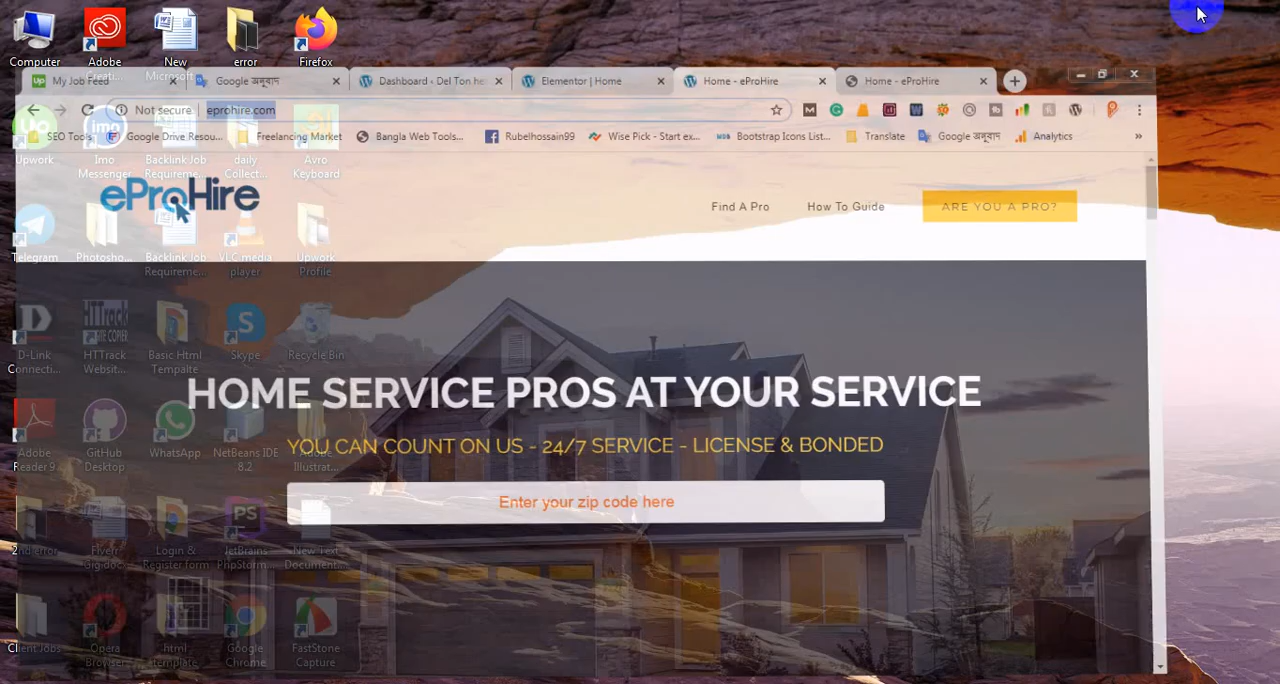 Computer
Adobe
Creati...
New
Microsoft
error
Firefox
My Job Feed
Google অনুবাদ
Dashboard ‹ Del Ton he
Elementor | Home
Home - eProHire
Home - eProHire
Not secure
eprohire.com
SEO Tools
Google Drive Resou...
Freelancing Market
Bangla Web Tools...
Rubelhossain99
Wise Pick - Start ex...
Bootstrap Icons List...
Translate
Google অনুবাদ
Analytics
»
Upwork
Imo
Messenger
Backlink Job
Requireme...
daily
Collect...
Avro
Keyboard
eProHire
Find A Pro
How To Guide
ARE YOU A PRO?
Telegram
Photosho...
Backlink Job
Requireme...
VLC media
player
Upwork
Profile
D-Link
Connecti...
HTTrack
Websit...
Basic Html
Tempalte
Skype
Recycle Bin
HOME SERVICE PROS AT YOUR SERVICE
YOU CAN COUNT ON US - 24/7 SERVICE - LICENSE & BONDED
Adobe
Reader 9
GitHub
Desktop
WhatsApp
NetBeans IDE
8.2
Adobe
Illustrat...
Enter your zip code here
2nd error
Fiverr
Gig.docx
Login &
Register form
JetBrains
PhpStorm
New Text
Document...
Client Jobs
Opera
Browser
html
template
Google
Chrome
FastStone
Capture